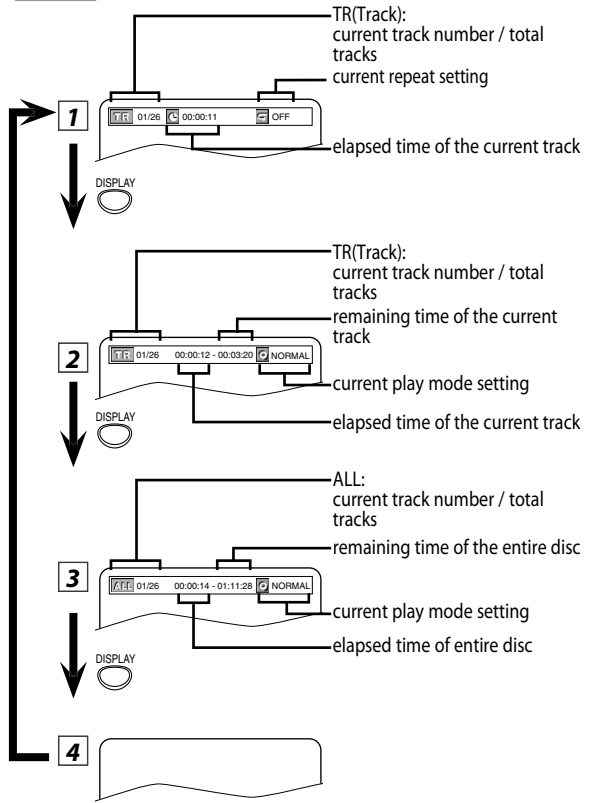 TR(Track):
current track number / total
tracks
current repeat setting
1
TR 01/26 00:00:11 OFF
elapsed time of the current track
DISPLAY
TR(Track):
current track number / total
tracks
remaining time of the current
track
2
TR 01/26 00:00:12 - 00:03:20 NORMAL
current play mode setting
elapsed time of the current track
DISPLAY
ALL:
current track number / total
tracks
remaining time of the entire disc
3
ALL 01/26 00:00:14 - 01:11:28 NORMAL
current play mode setting
elapsed time of entire disc
DISPLAY
4